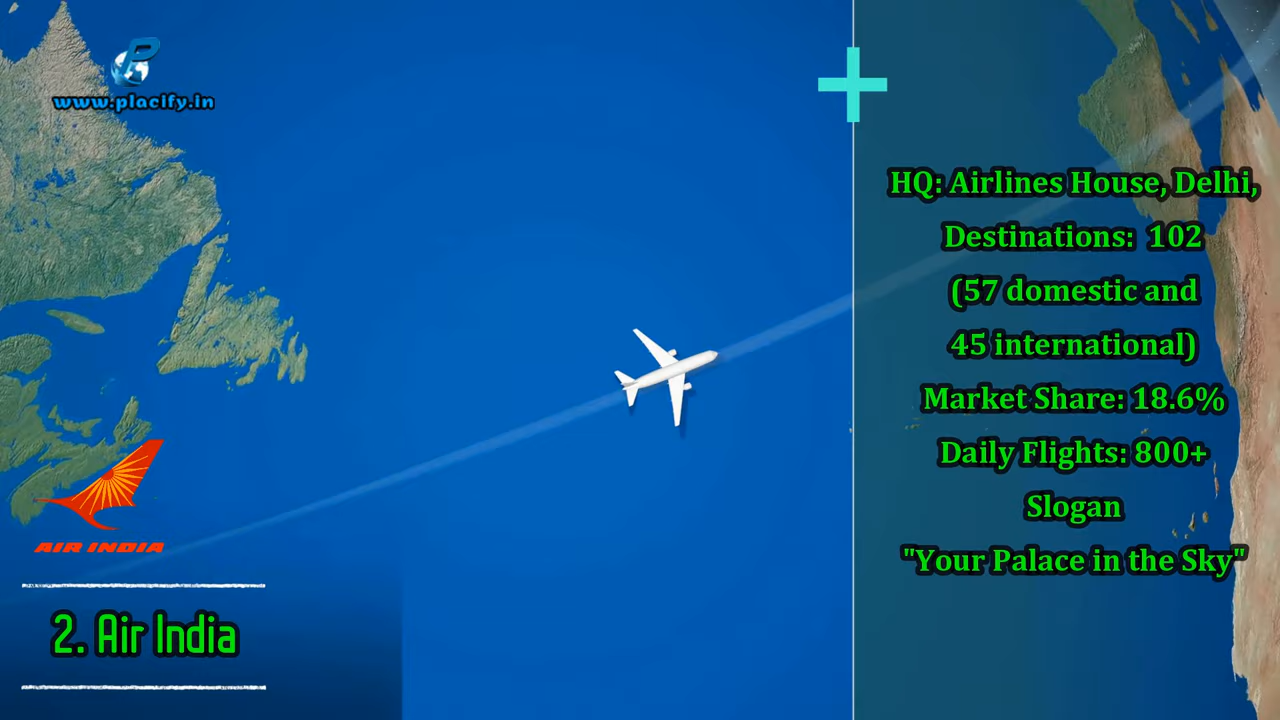 www.placify.in
HQ: Airlines House, Delhi,
Destinations: 102
(57 domestic and
45 international)
Market Share: 18.6%
Daily Flights: 800+
Slogan
"Your Palace in the Sky"
AIR INDIA
2. Air India